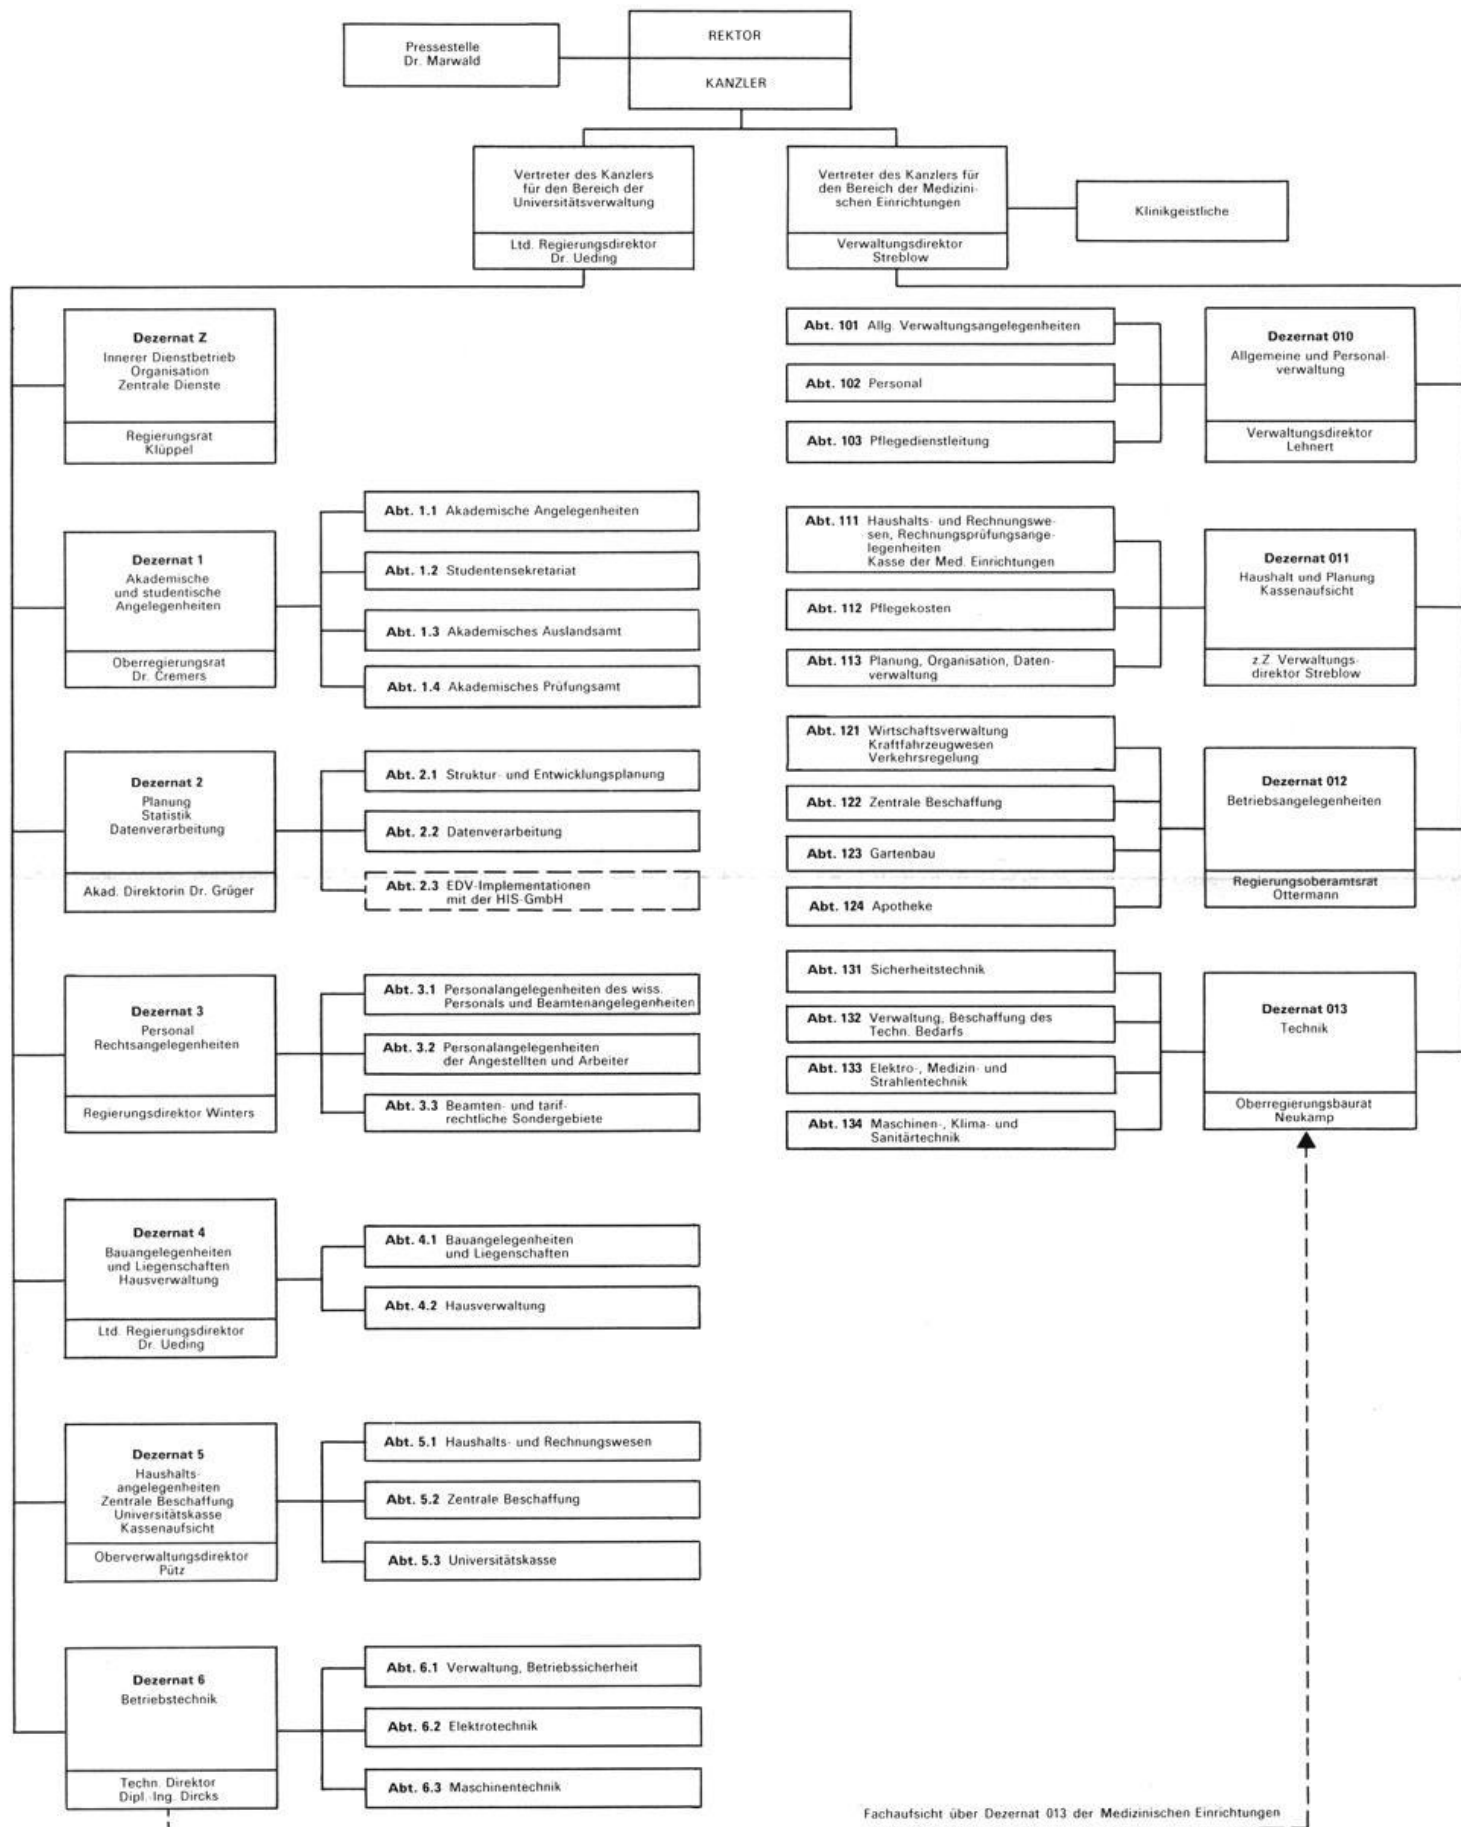 REKTOR
Pressestelle
Dr. Marwald
KANZLER
Vertreter des Kanzlers
für den Bereich der
Universitätsverwaltung
Ltd. Regierungsdirektor
Dr. Ueding
Vertreter des Kanzlers für
den Bereich der Medizini-
schen Einrichtungen
Verwaltungsdirektor
Streblow
Klinikgeistliche
Dezernat Z
Innerer Dienstbetrieb
Organisation
Zentrale Dienste
Regierungsrat
Klüppel
Dezernat 1
Akademische
und studentische
Angelegenheiten
Oberregierungsrat
Dr. Cremers
Abt. 1.1 Akademische Angelegenheiten
Abt. 1.2 Studentensekretariat
Abt. 1.3 Akademisches Auslandsamt
Abt. 1.4 Akademisches Prüfungsamt
Dezernat 2
Planung
Statistik
Datenverarbeitung
Akad. Direktorin Dr. Grüger
Abt. 2.1 Struktur- und Entwicklungsplanung
Abt. 2.2 Datenverarbeitung
Abt. 2.3 EDV-Implementationen
mit der HIS-GmbH
Dezernat 3
Personal
Rechtsangelegenheiten
Regierungsdirektor Winters
Abt. 3.1 Personalangelegenheiten des wiss.
Personals und Beamtenangelegenheiten
Abt. 3.2 Personalangelegenheiten
der Angestellten und Arbeiter
Abt. 3.3 Beamten- und tarif-
rechtliche Sondergebiete
Dezernat 4
Bauangelegenheiten
und Liegenschaften
Hausverwaltung
Ltd. Regierungsdirektor
Dr. Ueding
Abt. 4.1 Bauangelegenheiten
und Liegenschaften
Abt. 4.2 Hausverwaltung
Dezernat 5
Haushalts-
angelegenheiten
Zentrale Beschaffung
Universitätskasse
Kassenaufsicht
Oberverwaltungsdirektor
Pütz
Abt. 5.1 Haushalts- und Rechnungswesen
Abt. 5.2 Zentrale Beschaffung
Abt. 5.3 Universitätskasse
Dezernat 6
Betriebstechnik
Techn. Direktor
Dipl.-Ing. Dircks
Abt. 6.1 Verwaltung, Betriebssicherheit
Abt. 6.2 Elektrotechnik
Abt. 6.3 Maschinentechnik
Abt. 101 Allg. Verwaltungsangelegenheiten
Abt. 102 Personal
Abt. 103 Pflegedienstleitung
Dezernat 010
Allgemeine und Personal-
verwaltung
Verwaltungsdirektor
Lehnert
Abt. 111 Haushalts- und Rechnungswe-
sen, Rechnungsprüfungsange-
legenheiten
Kasse der Med. Einrichtungen
Abt. 112 Pflegekosten
Abt. 113 Planung, Organisation, Daten-
verwaltung
Dezernat 011
Haushalt und Planung
Kassenaufsicht
z.Z. Verwaltungs-
direktor Streblow
Abt. 121 Wirtschaftsverwaltung
Kraftfahrzeugwesen
Verkehrsregelung
Abt. 122 Zentrale Beschaffung
Abt. 123 Gartenbau
Abt. 124 Apotheke
Dezernat 012
Betriebsangelegenheiten
Regierungsoberamtsrat
Ottermann
Abt. 131 Sicherheitstechnik
Abt. 132 Verwaltung, Beschaffung des
Techn. Bedarfs
Abt. 133 Elektro-, Medizin- und
Strahlentechnik
Abt. 134 Maschinen-, Klima- und
Sanitärtechnik
Dezernat 013
Technik
Oberregierungsbaurat
Neukamp
Fachaufsicht über Dezernat 013 der Medizinischen Einrichtungen